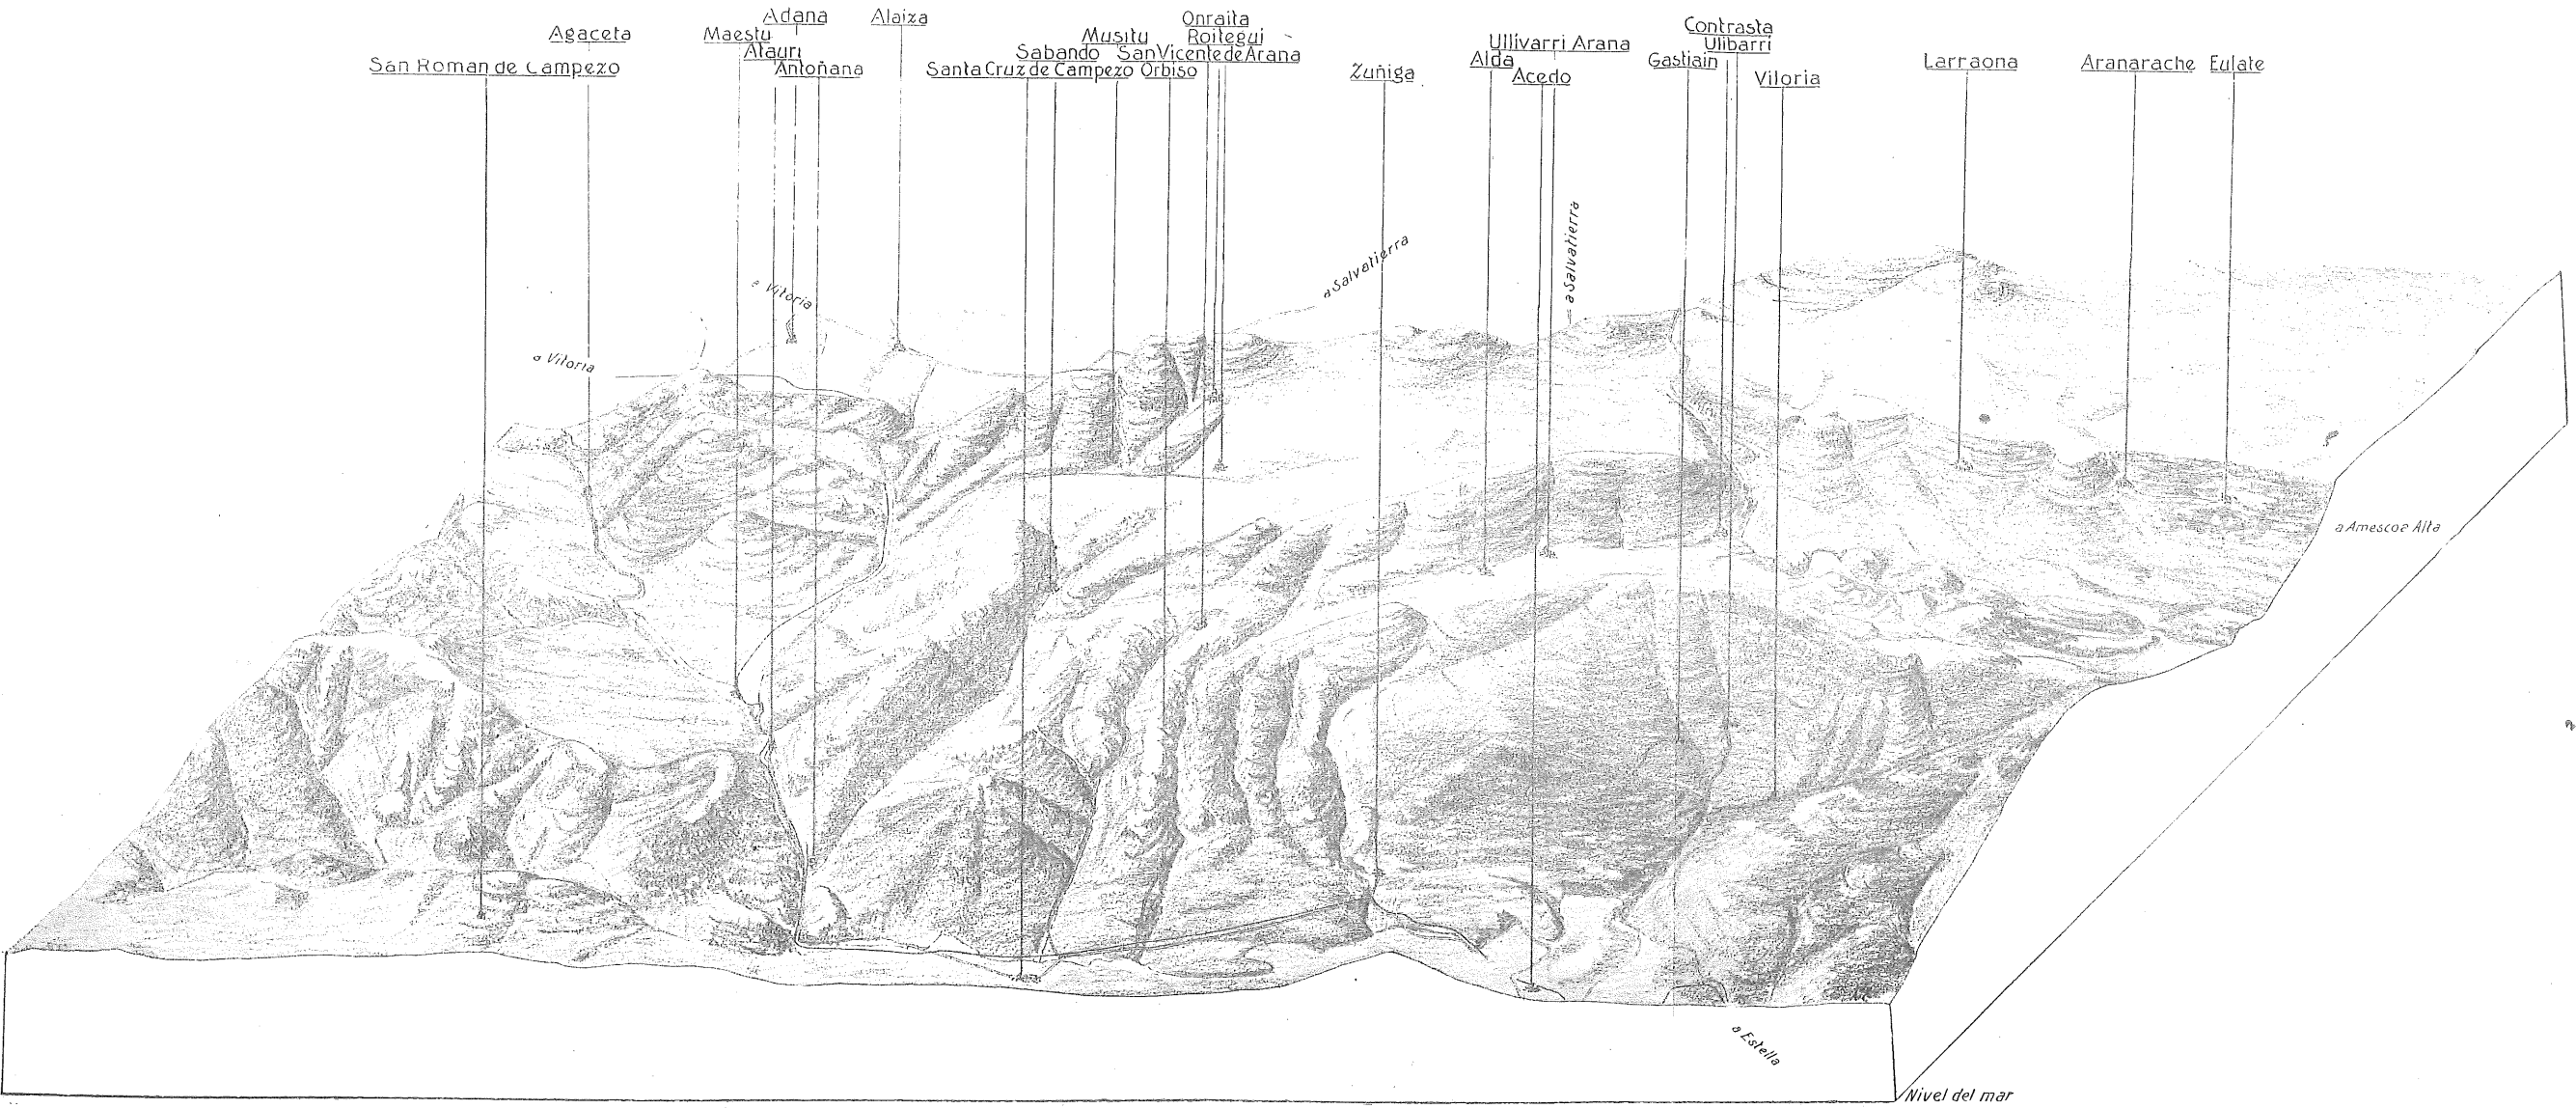 Adana
Alaiza
Onraita
Contrasta
Agaceta
Maestu
Musitu
Roitegui
Ullivarri Arana
Ulibarri
Atauri
Sabando
San Vicente de Arana
Alda
Gastiain
Larraona
Aranarache
Eulate
San Roman de Campezo
Antoñana
Santa Cruz de Campezo
Orbiso
Zuñiga
Acedo
Viloria
a Salvatierra
a Salvatierra
a Vitoria
a Vitoria
a Amescoa Alta
a Estella
Nivel del mar